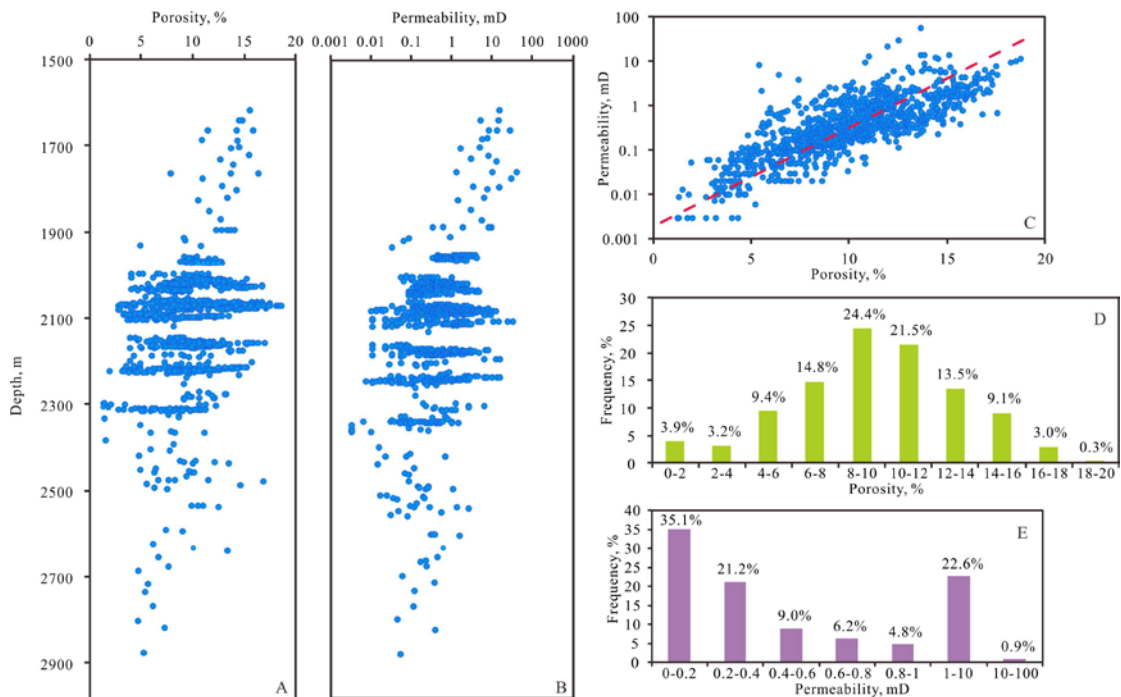 Porosity, %
0 5 10 15 20
Depth, m
1500
1700
1900
2100
2300
2500
2700
2900
A
Permeability, mD
0.001 0.01 0.1 1 10 100 1000
B
Permeability, mD
100
10
1
0.1
0.01
0.001
0 5 10 15 20
Porosity, %
C
Frequency, %
30
25
20
15
10
5
0
3.9% 3.2% 9.4% 14.8% 24.4% 21.5% 13.5% 9.1% 3.0% 0.3%
0-2 2-4 4-6 6-8 8-10 10-12 12-14 14-16 16-18 18-20
Porosity, %
D
Frequency, %
40
35
30
25
20
15
10
5
0
35.1% 21.2% 9.0% 6.2% 4.8% 22.6% 0.9%
0-0.2 0.2-0.4 0.4-0.6 0.6-0.8 0.8-1 1-10 10-100
Permeability, mD
E